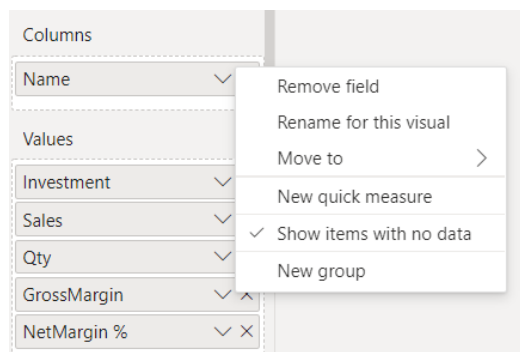 Columns
Name
Values
Investment
Sales
Qty
GrossMargin
NetMargin %
Remove field
Rename for this visual
Move to
New quick measure
Show items with no data
New group